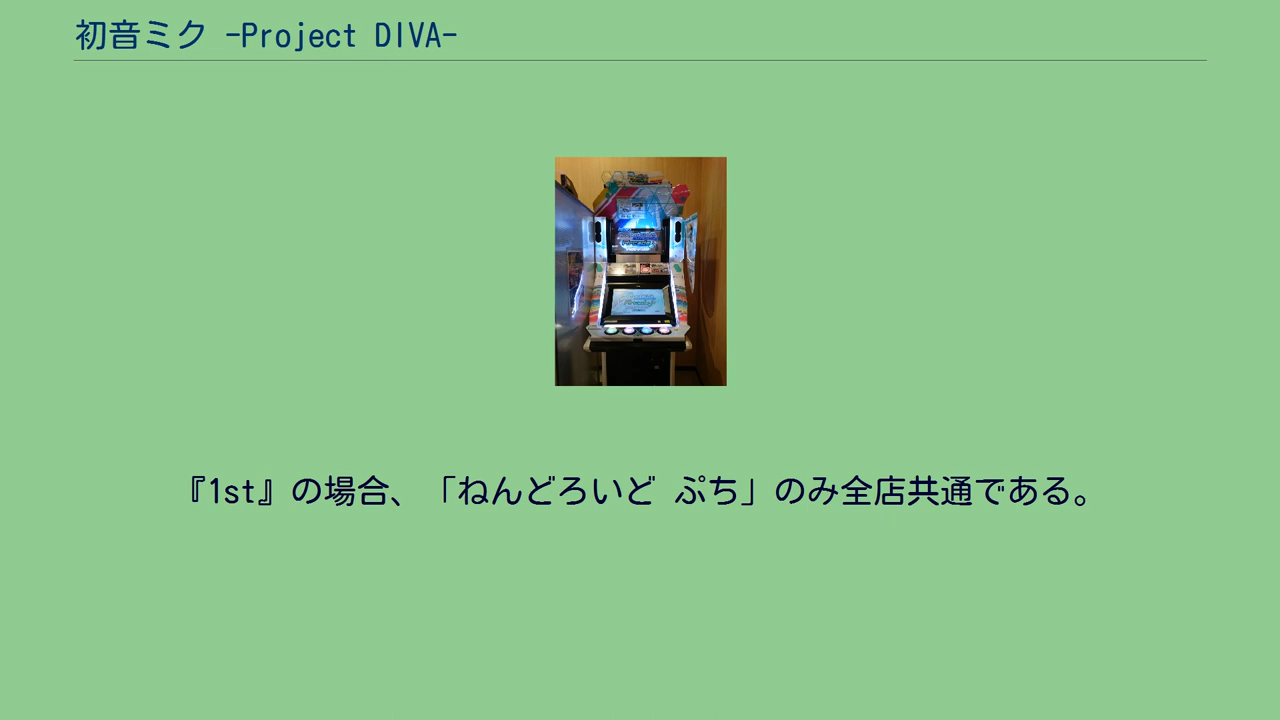 初音ミク -Project DIVA-
『1st』の場合、「ねんどろいど ぷち」のみ全店共通である。